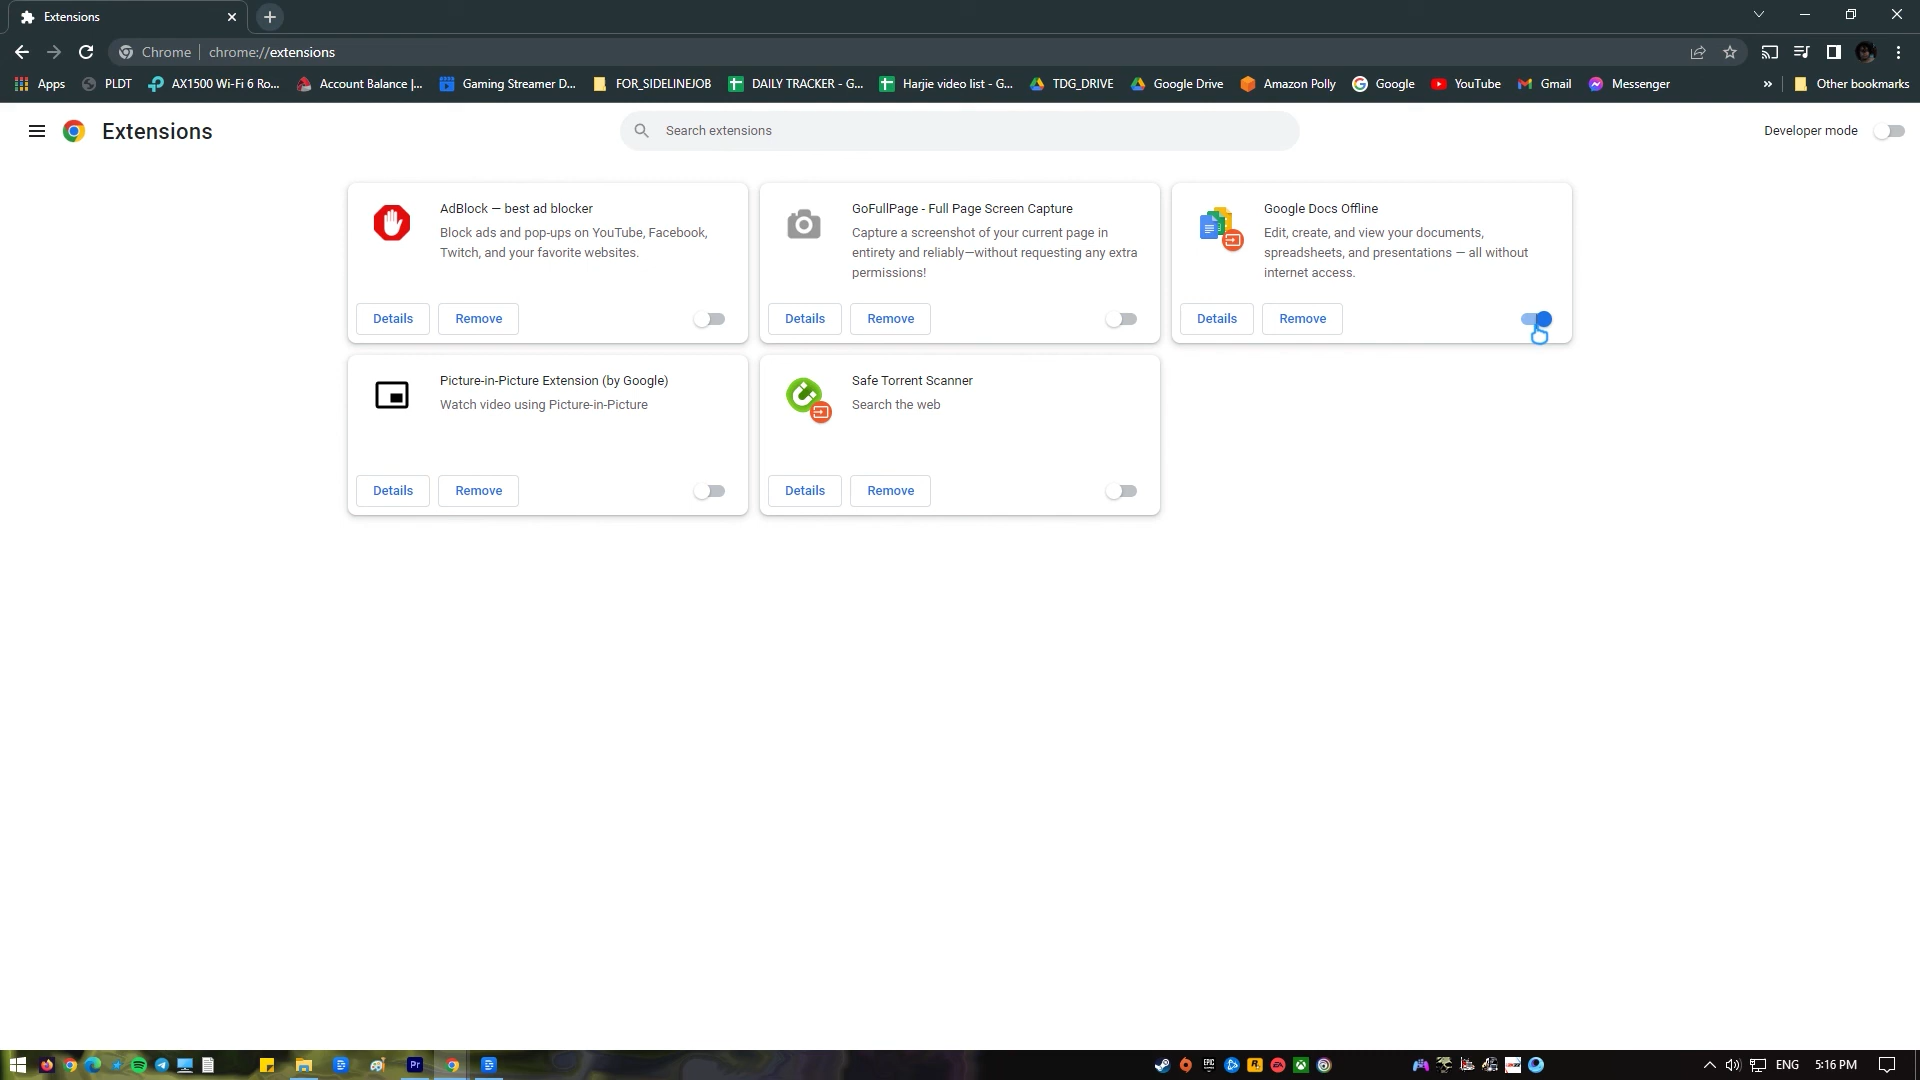 Extensions
Chrome chrome://extensions
Apps PLDT AX1500 Wi-Fi 6 Ro... Account Balance |... Gaming Streamer D... FOR_SIDELINEJOB DAILY TRACKER - G... Harjie video list - G... TDG_DRIVE Google Drive Amazon Polly Google YouTube Gmail Messenger » Other bookmarks
Extensions Search extensions Developer mode
AdBlock — best ad blocker
Block ads and pop-ups on YouTube, Facebook,
Twitch, and your favorite websites.
Details Remove
GoFullPage - Full Page Screen Capture
Capture a screenshot of your current page in
entirety and reliably—without requesting any extra
permissions!
Details Remove
Google Docs Offline
Edit, create, and view your documents,
spreadsheets, and presentations — all without
internet access.
Details Remove
Picture-in-Picture Extension (by Google)
Watch video using Picture-in-Picture
Details Remove
Safe Torrent Scanner
Search the web
Details Remove
Pr EPIC R EA ENG 5:16 PM